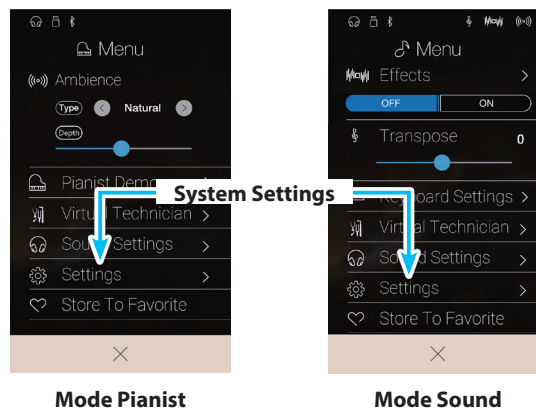 Menu
Ambience
Type Natural
Depth
Pianist Demo
Virtual Technician
Sound Settings
Settings
Store To Favorite
Mode Pianist
System Settings
Menu
Effects
OFF ON
Transpose 0
Keyboard Settings
Virtual Technician
Sound Settings
Settings
Store To Favorite
Mode Sound